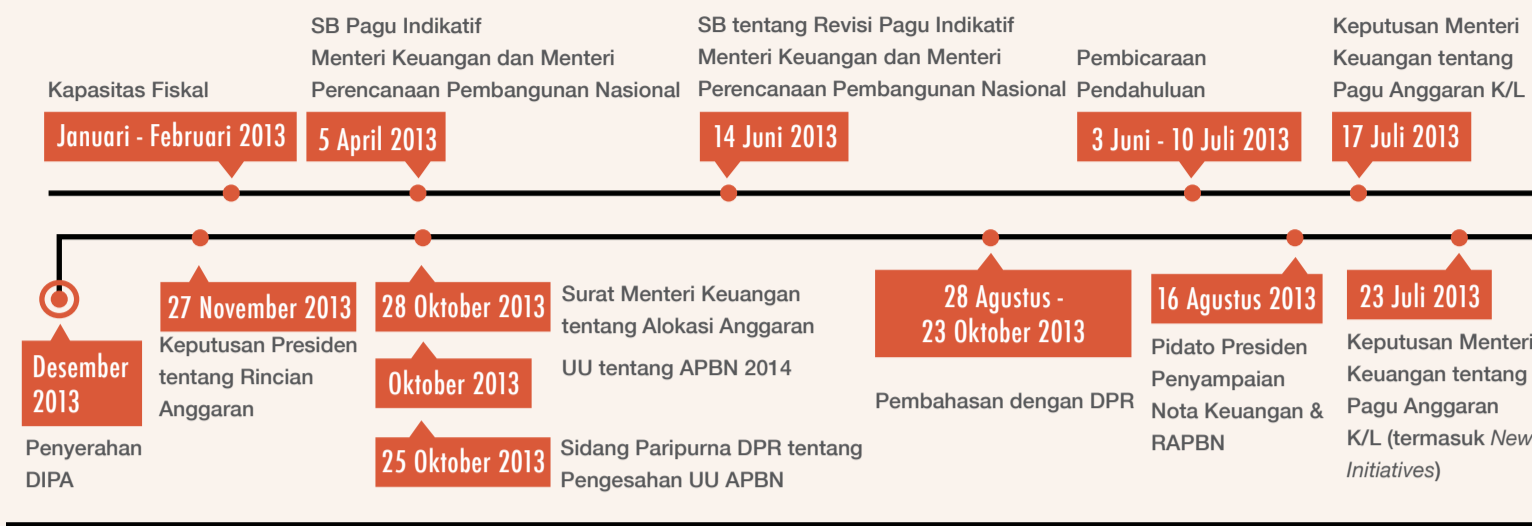 Kapasitas Fiskal
Januari - Februari 2013
SB Pagu Indikatif
Menteri Keuangan dan Menteri
Perencanaan Pembangunan Nasional
5 April 2013
SB tentang Revisi Pagu Indikatif
Menteri Keuangan dan Menteri
Perencanaan Pembangunan Nasional
14 Juni 2013
Pembicaraan
Pendahuluan
3 Juni - 10 Juli 2013
Keputusan Menteri
Keuangan tentang
Pagu Anggaran K/L
17 Juli 2013
23 Juli 2013
Keputusan Menteri
Keuangan tentang
Pagu Anggaran
K/L (termasuk New
Initiatives)
16 Agustus 2013
Pidato Presiden
Penyampaian
Nota Keuangan &
RAPBN
28 Agustus -
23 Oktober 2013
Pembahasan dengan DPR
28 Oktober 2013
Surat Menteri Keuangan
tentang Alokasi Anggaran
Oktober 2013
UU tentang APBN 2014
25 Oktober 2013
Sidang Paripurna DPR tentang
Pengesahan UU APBN
27 November 2013
Keputusan Presiden
tentang Rincian
Anggaran
Desember
2013
Penyerahan
DIPA